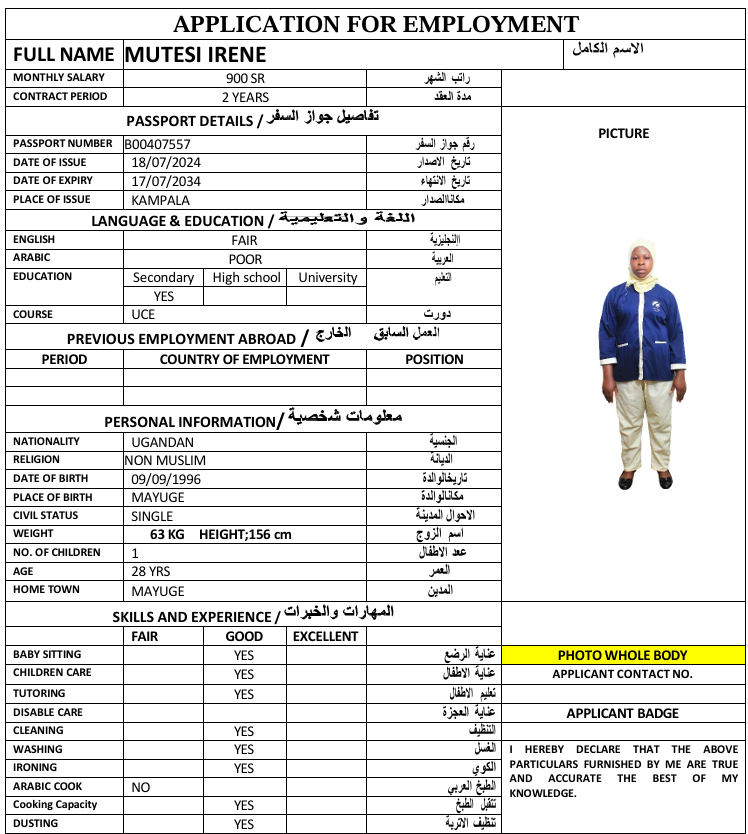 APPLICATION FOR EMPLOYMENT
FULL NAME MUTESI IRENE الاسم الكامل
MONTHLY SALARY 900 SR راتب الشهر
CONTRACT PERIOD 2 YEARS مدة العقد
PASSPORT DETAILS / تفاصيل جواز السفر
PICTURE
PASSPORT NUMBER B00407557 رقم جواز السفر
DATE OF ISSUE 18/07/2024 تاريخ الاصدار
DATE OF EXPIRY 17/07/2034 تاريخ الانتهاء
PLACE OF ISSUE KAMPALA مكاناالصدار
LANGUAGE & EDUCATION / اللغة والتعليمية
ENGLISH FAIR اإلنجليزية
ARABIC POOR العربية
EDUCATION Secondary High school University التعليم
YES
COURSE UCE دورت
PREVIOUS EMPLOYMENT ABROAD / العمل السابق الخارج
PERIOD COUNTRY OF EMPLOYMENT POSITION
PERSONAL INFORMATION/ معلومات شخصية
NATIONALITY UGANDAN الجنسية
RELIGION NON MUSLIM الديانة
DATE OF BIRTH 09/09/1996 تاريخالوالدة
PLACE OF BIRTH MAYUGE مكانالوالدة
CIVIL STATUS SINGLE الاحوال المدينة
WEIGHT 63 KG HEIGHT;156 cm اسم الزوج
NO. OF CHILDREN 1 عدد الاطفال
AGE 28 YRS العمر
HOME TOWN MAYUGE المدين
SKILLS AND EXPERIENCE / المهارات والخبرات
FAIR GOOD EXCELLENT
BABY SITTING YES عناية الرضع
PHOTO WHOLE BODY
CHILDREN CARE YES عناية الاطفال
APPLICANT CONTACT NO.
TUTORING YES تعليم الاطفال
DISABLE CARE عناية العجزة
APPLICANT BADGE
CLEANING YES التنظيف
WASHING YES الغسل
IRONING YES الكوي
ARABIC COOK NO الطبخ العربي
Cooking Capacity YES تتقبل الطبخ
DUSTING YES تنظيف الاتربة
I HEREBY DECLARE THAT THE ABOVE
PARTICULARS FURNISHED BY ME ARE TRUE
AND ACCURATE THE BEST OF MY
KNOWLEDGE.